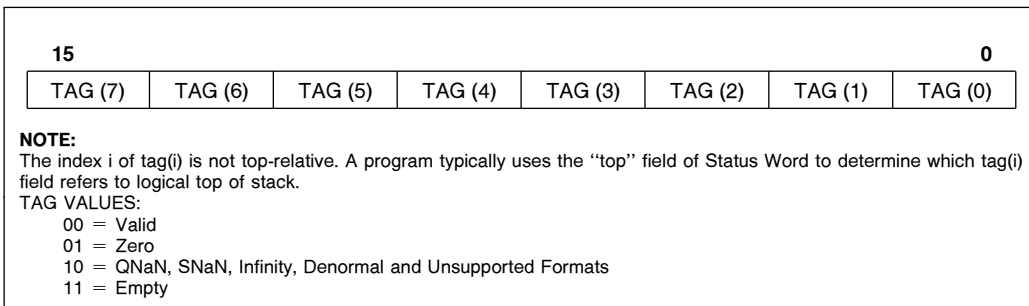 15 0
TAG (7) TAG (6) TAG (5) TAG (4) TAG (3) TAG (2) TAG (1) TAG (0)
NOTE:
The index i of tag(i) is not top-relative. A program typically uses the ‘‘top’’ field of Status Word to determine which tag(i)
field refers to logical top of stack.
TAG VALUES:
00 = Valid
01 = Zero
10 = QNaN, SNaN, Infinity, Denormal and Unsupported Formats
11 = Empty